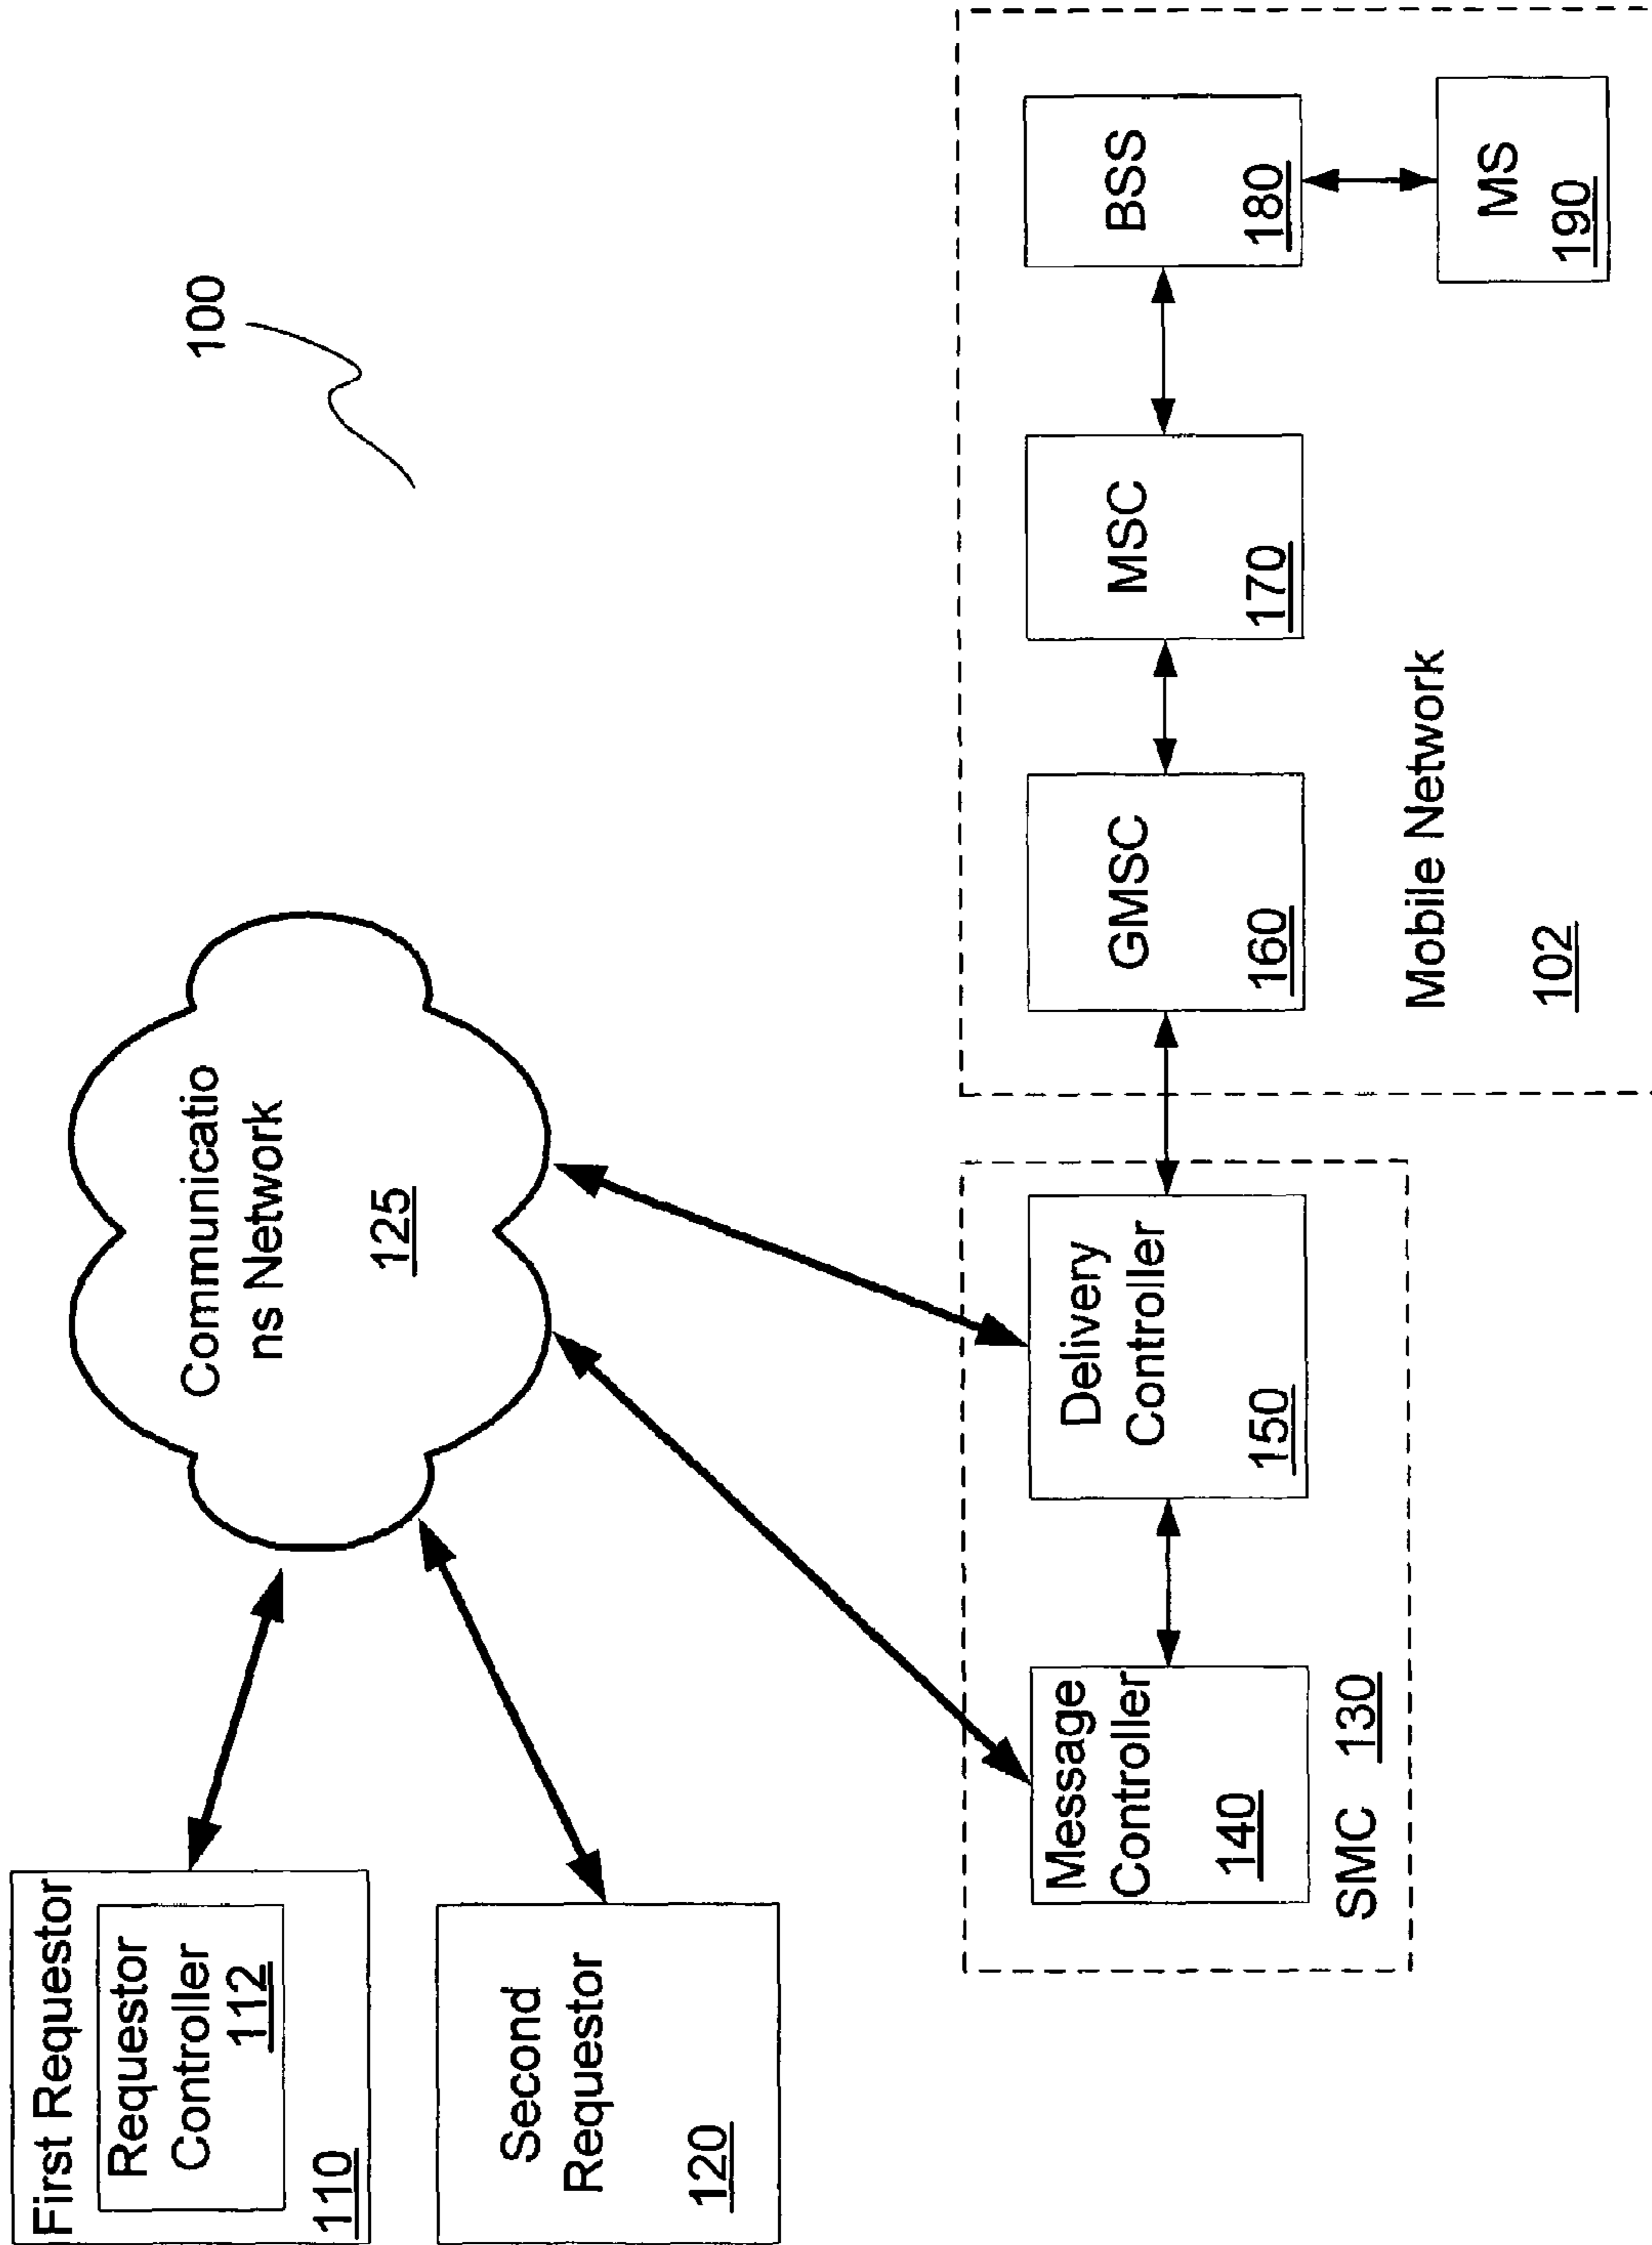 First Requestor
Requestor
Controller
112
110
Second
Requestor
120
Communicatio
ns Network
125
100
Message
Controller
140
SMC 130
Delivery
Controller
150
GMSC
160
MSC
170
BSS
180
MS
190
Mobile Network
102